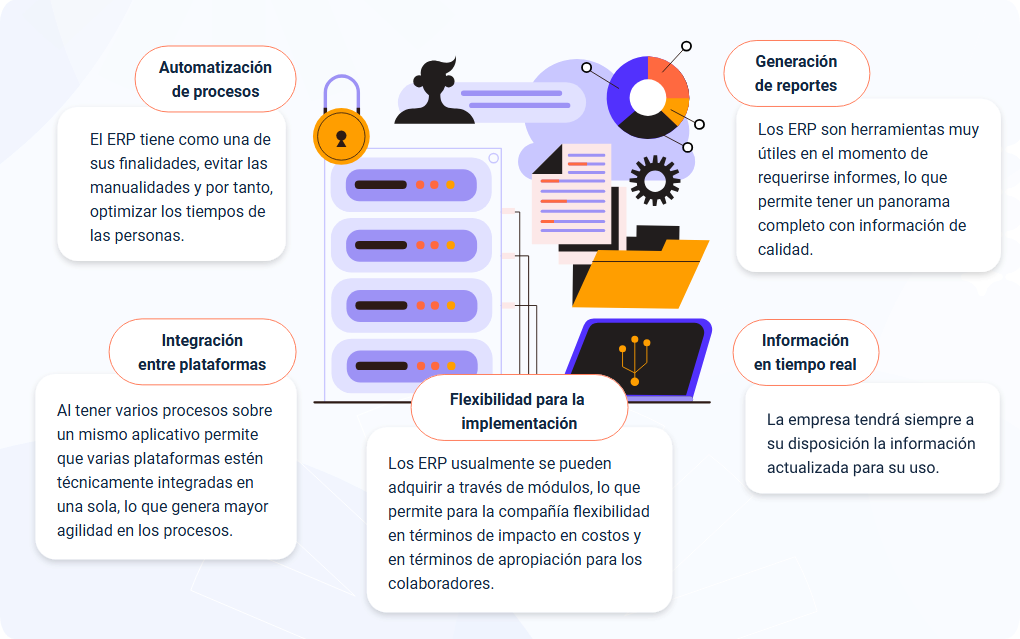 Automatización
de procesos
El ERP tiene como una de
sus finalidades, evitar las
manualidades y por tanto,
optimizar los tiempos de
las personas.
Generación
de reportes
Los ERP son herramientas muy
útiles en el momento de
requerirse informes, lo que
permite tener un panorama
completo con información de
calidad.
Integración
entre plataformas
Al tener varios procesos sobre
un mismo aplicativo permite
que varias plataformas estén
técnicamente integradas en
una sola, lo que genera mayor
agilidad en los procesos.
Flexibilidad para la
implementación
Los ERP usualmente se pueden
adquirir a través de módulos, lo que
permite para la compañía flexibilidad
en términos de impacto en costos y
en términos de apropiación para los
colaboradores.
Información
en tiempo real
La empresa tendrá siempre a
su disposición la información
actualizada para su uso.